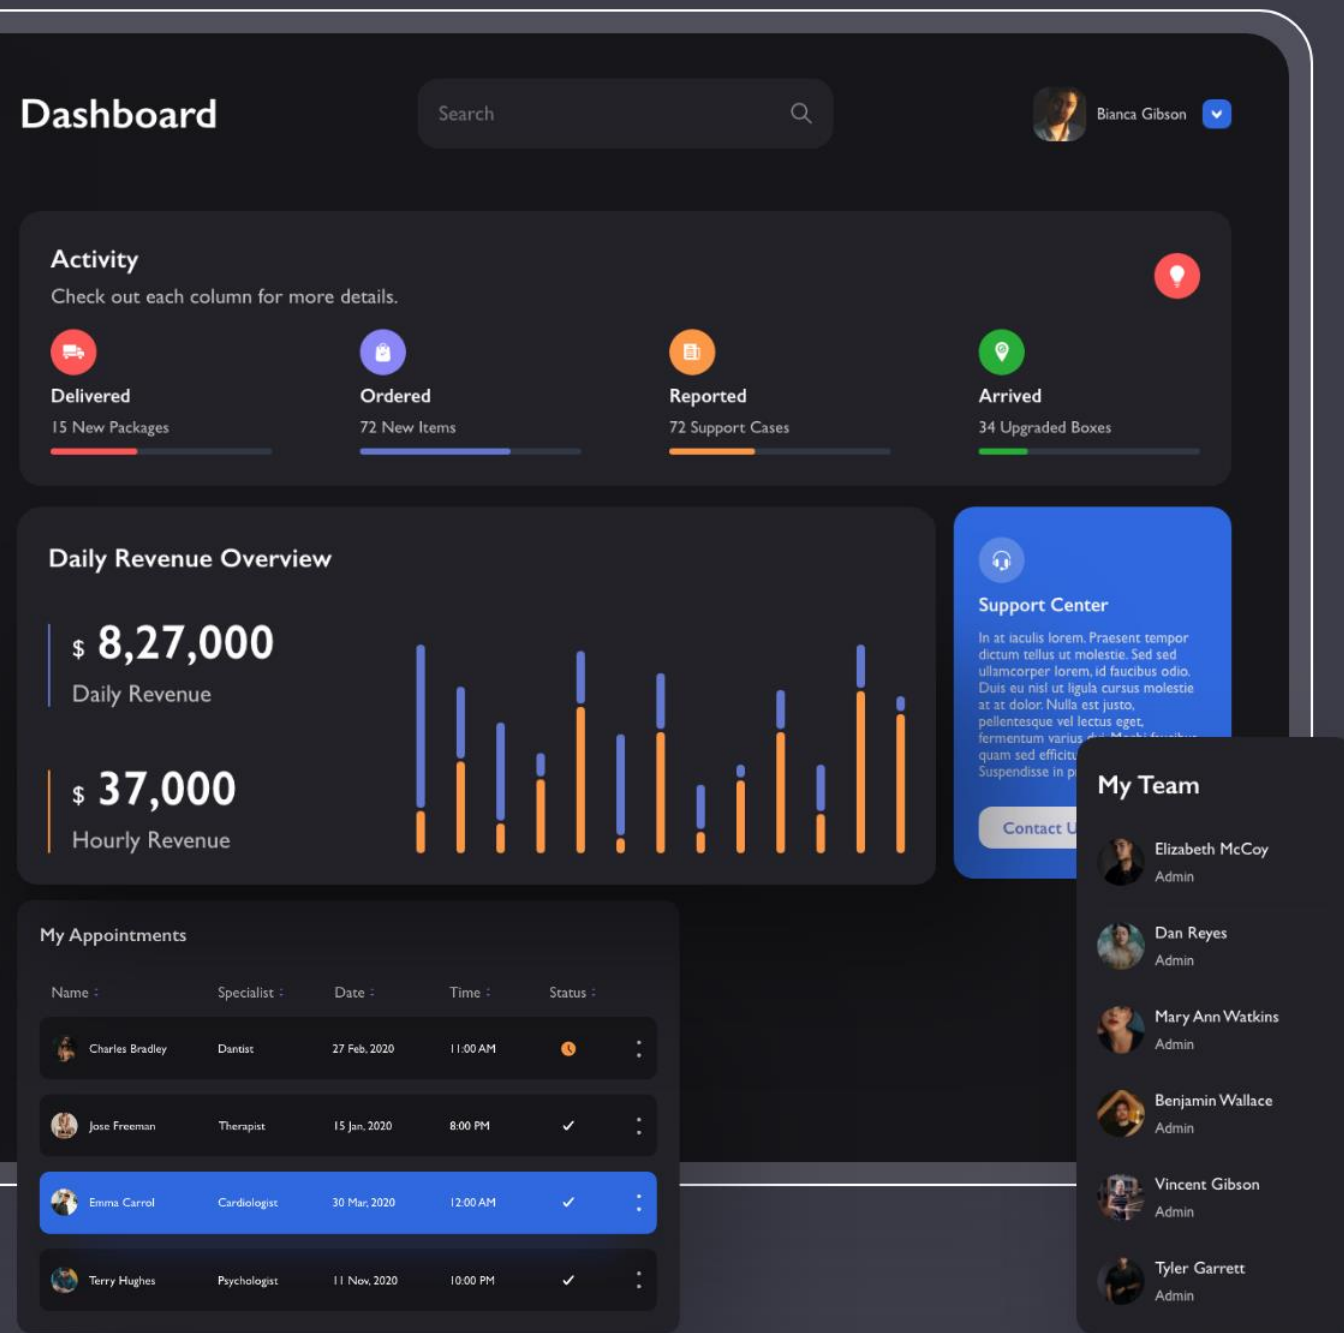 Dashboard
Search
Bianca Gibson
Activity
Check out each column for more details.
Delivered
15 New Packages
Ordered
72 New Items
Reported
72 Support Cases
Arrived
34 Upgraded Boxes
Daily Revenue Overview
$ 8,27,000
Daily Revenue
$ 37,000
Hourly Revenue
Support Center
In at iaculis lorem. Praesent tempor
dictum tellus ut molestie. Sed sed
ullamcorper lorem, id faucibus odio.
Duis eu nisl ut ligula cursus molestie
at at dolor. Nulla est justo,
pellentesque vel lectus eget,
fermentum varius
quam sed
Suspendisse in
Contact
My Team
Elizabeth McCoy
Admin
Dan Reyes
Admin
Mary Ann Watkins
Admin
Benjamin Wallace
Admin
Vincent Gibson
Admin
Tyler Garrett
Admin
My Appointments
Name Specialist Date Time Status
Charles Bradley Dantist 27 Feb, 2020 11:00 AM
Jose Freeman Therapist 15 Jan, 2020 8:00 PM
Emma Carrol Cardiologist 30 Mar, 2020 12:00 AM
Terry Hughes Psychologist 11 Nov, 2020 10:00 PM